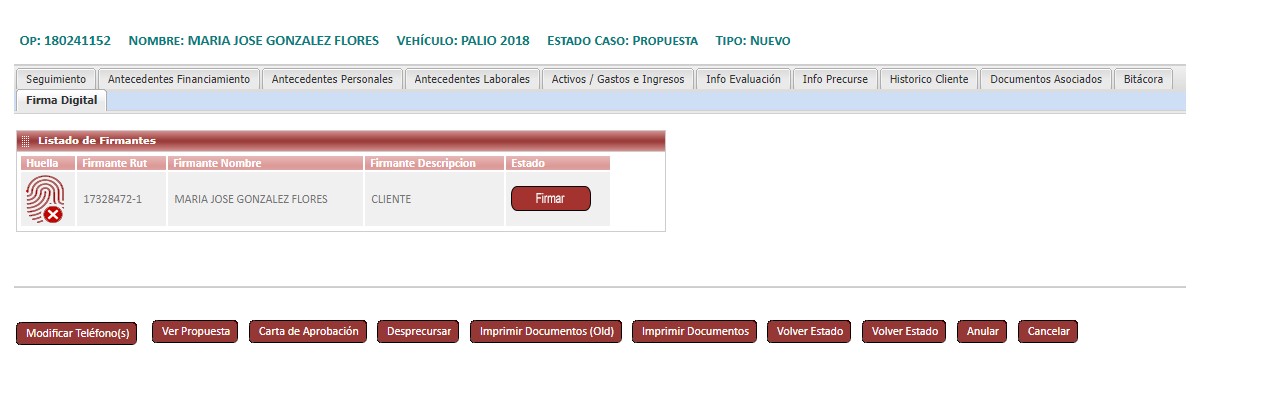 Op: 180241152 Nombre: MARIA JOSE GONZALEZ FLORES Vehículo: PALIO 2018 Estado Caso: Propuesta Tipo: Nuevo
Seguimiento Antecedentes Financiamiento Antecedentes Personales Antecedentes Laborales Activos / Gastos e Ingresos Info Evaluación Info Precurse Historico Cliente Documentos Asociados Bitácora
Firma Digital
Listado de Firmantes
Huella Firmante Rut Firmante Nombre Firmante Descripcion Estado
17328472-1 MARIA JOSE GONZALEZ FLORES CLIENTE Firmar
Modificar Teléfono(s) Ver Propuesta Carta de Aprobación Desprecursar Imprimir Documentos (Old) Imprimir Documentos Volver Estado Volver Estado Anular Cancelar